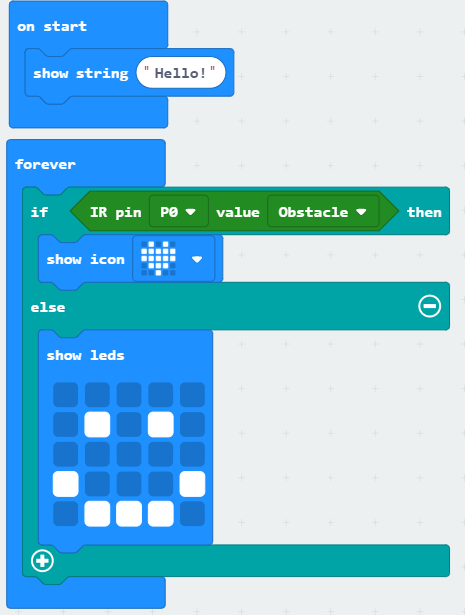 on start
show string "Hello!"
forever
if IR pin P0 value Obstacle then
show icon
else
show leds